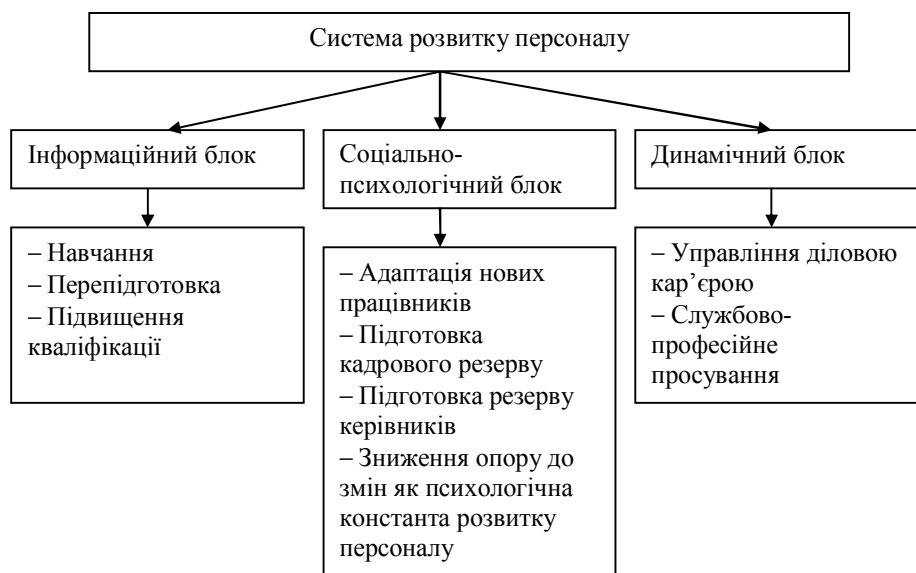 Система розвитку персоналу
Інформаційний блок
– Навчання
– Перепідготовка
– Підвищення
кваліфікації
Соціально-
психологічний блок
– Адаптація нових
працівників
– Підготовка
кадрового резерву
– Підготовка резерву
керівників
– Зниження опору до
змін як психологічна
константа розвитку
персоналу
Динамічний блок
– Управління діловою
кар’єрою
– Службово-
професійне
просування